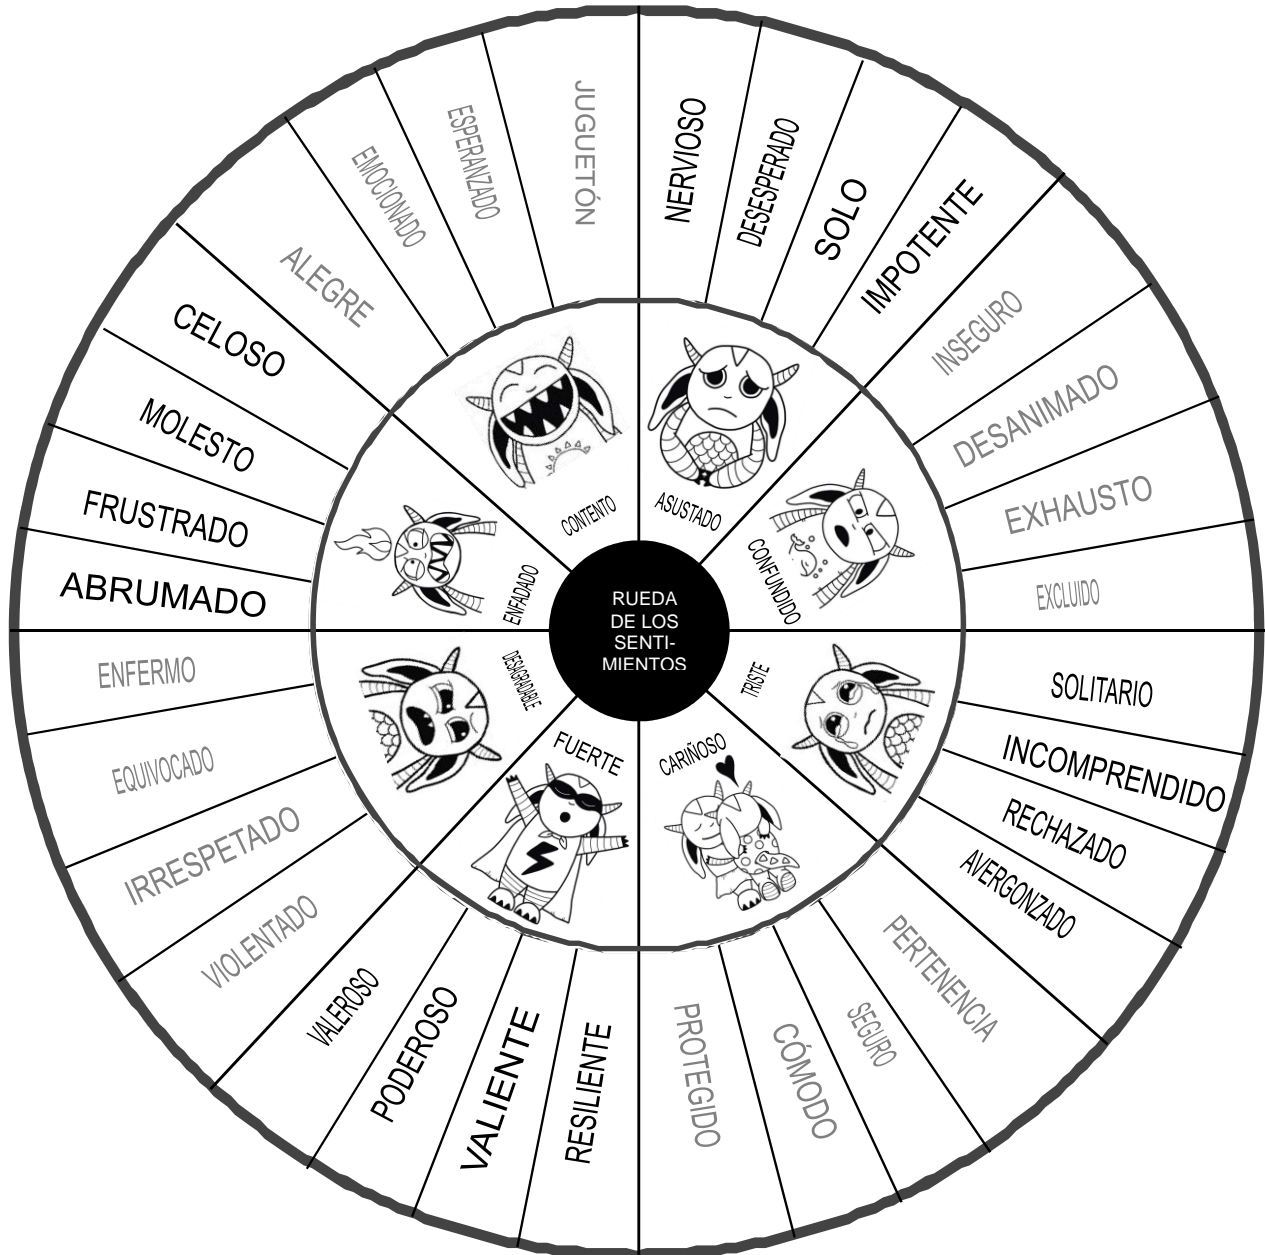 RUEDA
DE LOS
SENTI-
MIENTOS
ASUSTADO
NERVIOSO
DESESPERADO
SOLO
IMPOTENTE
CONFUNDIDO
INSEGURO
DESANIMADO
EXHAUSTO
EXCLUIDO
TRISTE
SOLITARIO
INCOMPRENDIDO
RECHAZADO
AVERGONZADO
CARIÑOSO
PERTENENCIA
SEGURO
CÓMODO
PROTEGIDO
FUERTE
RESILIENTE
VALIENTE
PODEROSO
VALEROSO
DESAGRADABLE
VIOLENTADO
IRRESPETADO
EQUIVOCADO
ENFERMO
ENFADADO
ABRUMADO
FRUSTRADO
MOLESTO
CELOSO
CONTENTO
ALEGRE
EMOCIONADO
ESPERANZADO
JUGUETÓN